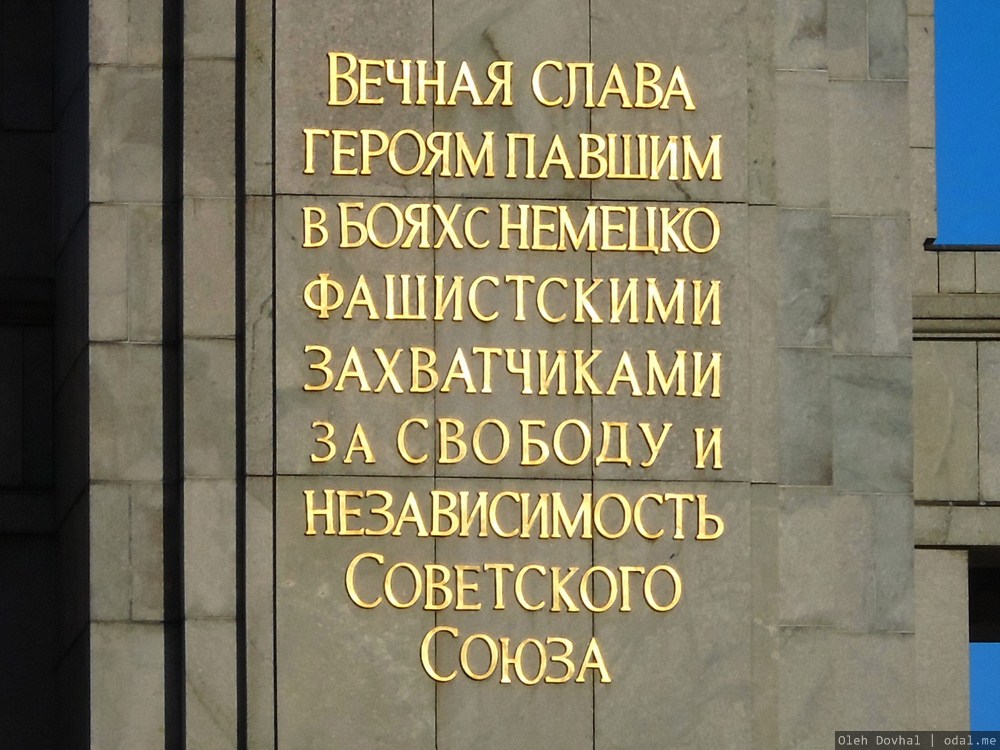 Вечная слава
героям павшим
в боях с немецко
фашистскими
захватчиками
за свободу и
независимость
Советского
Союза
Oleh Dovhal | odal.me